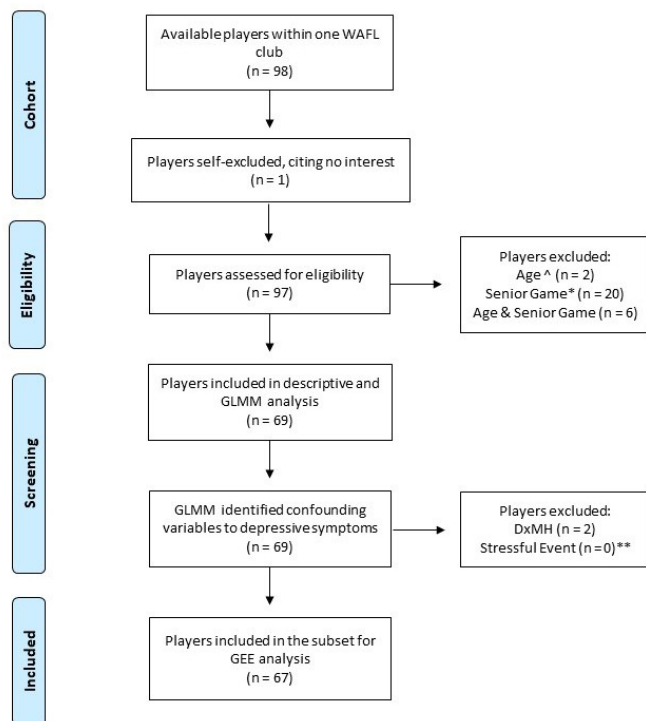 Cohort
Available players within one WAFL
club
(n = 98)
Players self-excluded, citing no interest
(n = 1)
Eligibility
Players assessed for eligibility
(n = 97)
Players excluded:
Age ^ (n = 2)
Senior Game* (n = 20)
Age & Senior Game (n = 6)
Screening
Players included in descriptive and
GLMM analysis
(n = 69)
GLMM identified confounding
variables to depressive symptoms
(n = 69)
Players excluded:
DxMH (n = 2)
Stressful Event (n = 0)**
Included
Players included in the subset for
GEE analysis
(n = 67)